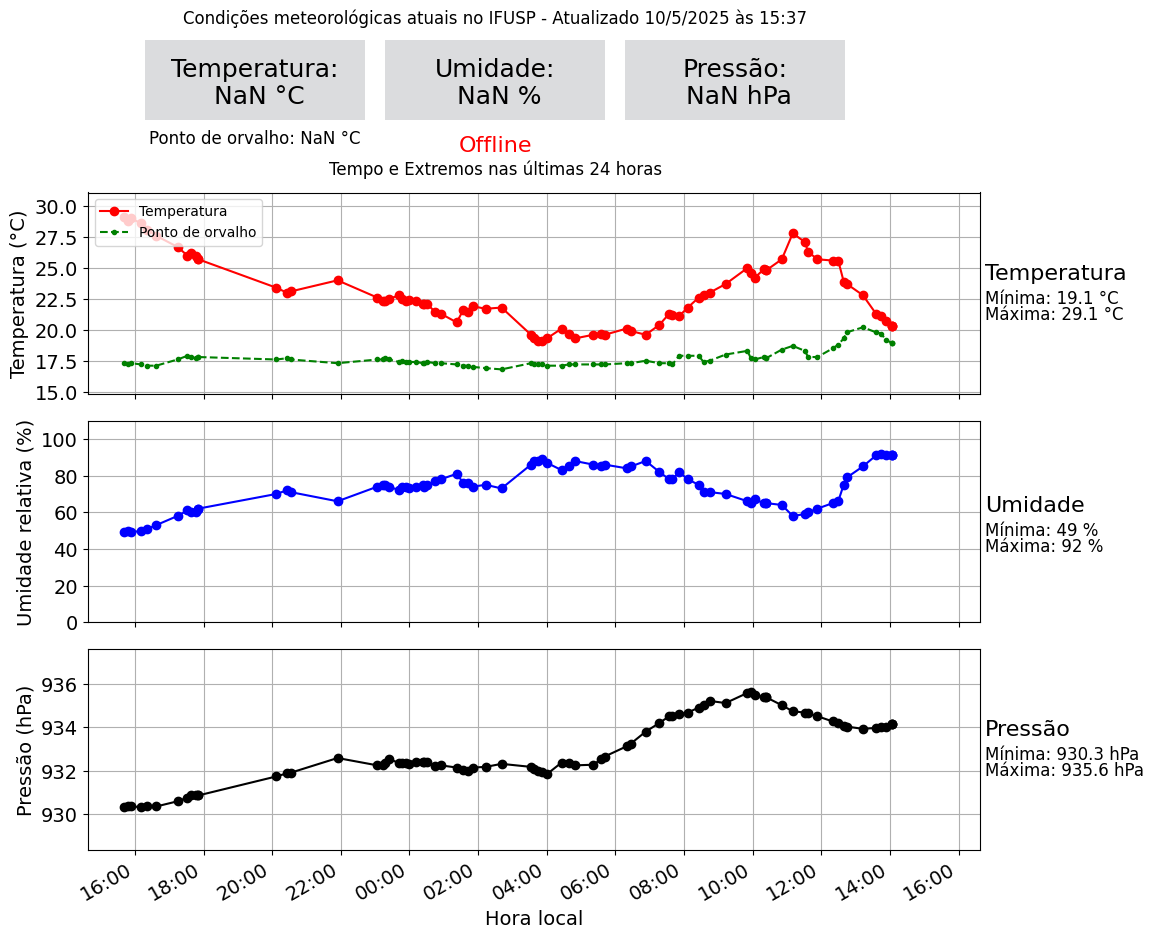 Condições meteorológicas atuais no IFUSP - Atualizado 10/5/2025 às 15:37
Temperatura:
NaN °C
Umidade:
NaN %
Pressão:
NaN hPa
Ponto de orvalho: NaN °C
Offline
Tempo e Extremos nas últimas 24 horas
Temperatura (°C)
30.0
27.5
25.0
22.5
20.0
17.5
15.0
Temperatura
Ponto de orvalho
Temperatura
Mínima: 19.1 °C
Máxima: 29.1 °C
Umidade relativa (%)
100
80
60
40
20
0
Umidade
Mínima: 49 %
Máxima: 92 %
Pressão (hPa)
936
934
932
930
Pressão
Mínima: 930.3 hPa
Máxima: 935.6 hPa
16:00 18:00 20:00 22:00 00:00 02:00 04:00 06:00 08:00 10:00 12:00 14:00 16:00
Hora local